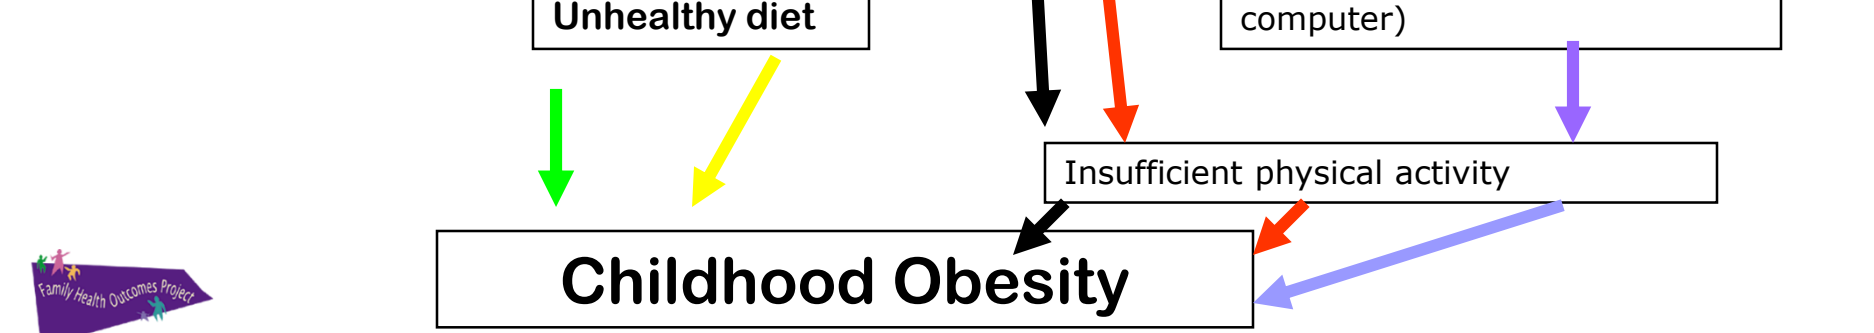 Unhealthy diet
computer)
Insufficient physical activity
Childhood Obesity
Family Health Outcomes Project